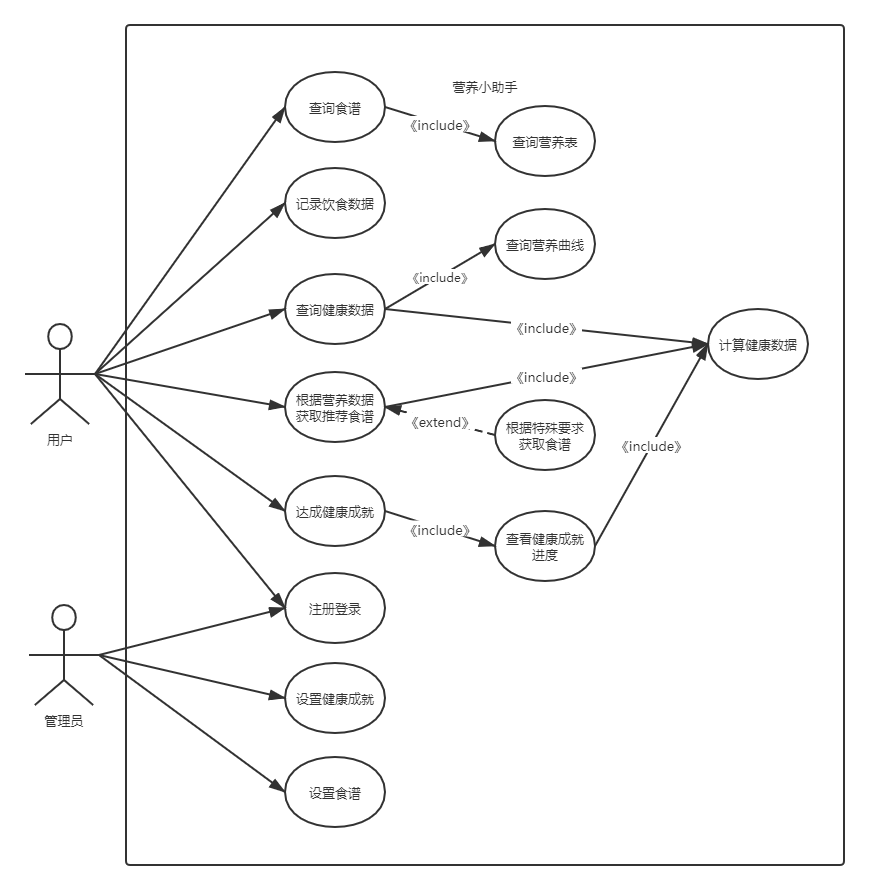 营养小助手
查询食谱
《include》
查询营养表
记录饮食数据
查询营养曲线
《include》
查询健康数据
《include》
计算健康数据
《include》
根据营养数据
获取推荐食谱
《extend》
根据特殊要求
获取食谱
用户
《include》
达成健康成就
《include》
查看健康成就
进度
注册登录
设置健康成就
管理员
设置食谱